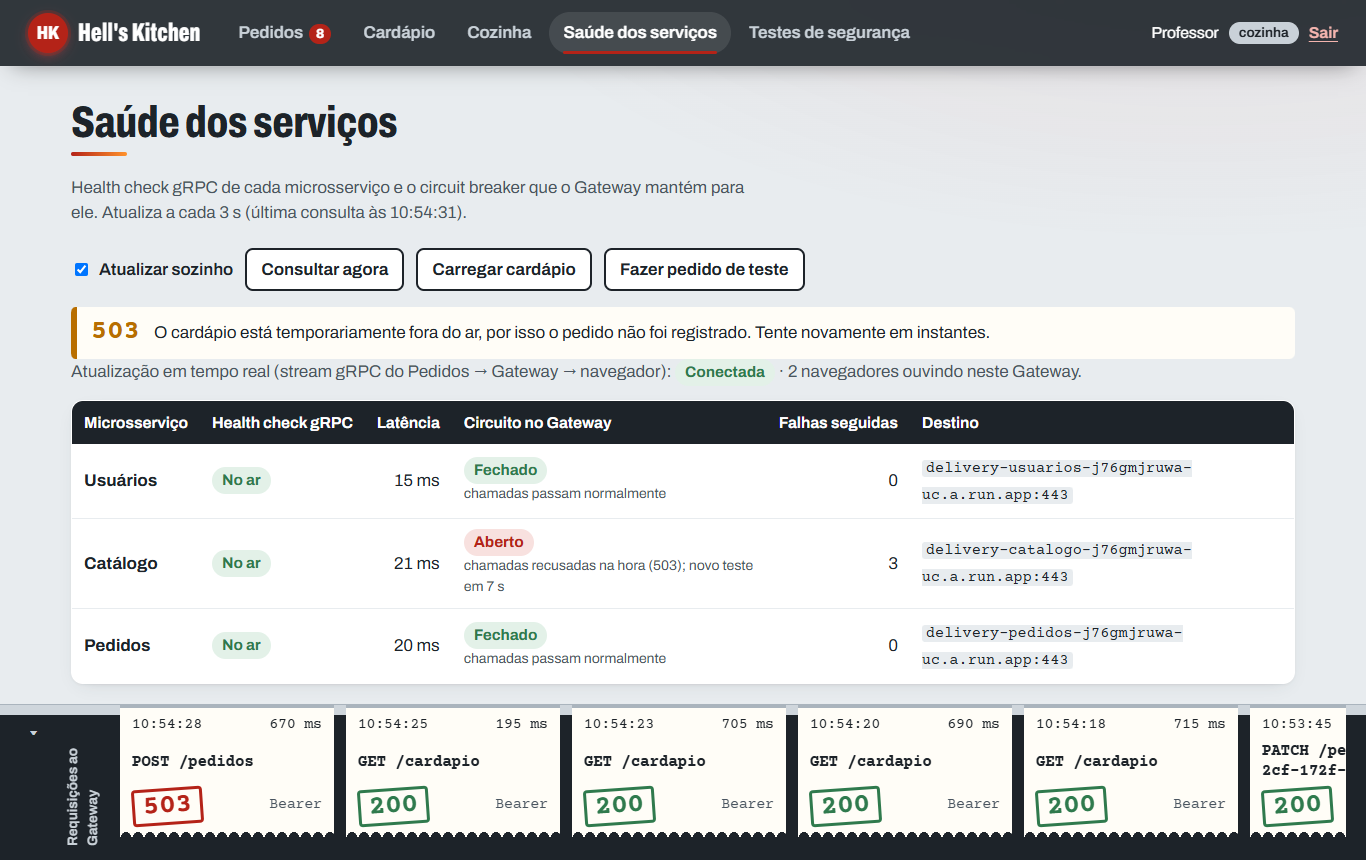 HK Hell's Kitchen Pedidos 8 Cardápio Cozinha Saúde dos serviços Testes de segurança Professor cozinha Sair
Saúde dos serviços
Health check gRPC de cada microsserviço e o circuit breaker que o Gateway mantém para
ele. Atualiza a cada 3 s (última consulta às 10:54:31).
Atualizar sozinho Consultar agora Carregar cardápio Fazer pedido de teste
503 O cardápio está temporariamente fora do ar, por isso o pedido não foi registrado. Tente novamente em instantes.
Atualização em tempo real (stream gRPC do Pedidos → Gateway → navegador): Conectada · 2 navegadores ouvindo neste Gateway.
Microsserviço Health check gRPC Latência Circuito no Gateway Falhas seguidas Destino
Usuários No ar 15 ms Fechado
chamadas passam normalmente
0 delivery-usuarios-j76gmjruwa-
uc.a.run.app:443
Catálogo No ar 21 ms Aberto
chamadas recusadas na hora (503); novo teste
em 7 s
3 delivery-catalogo-j76gmjruwa-
uc.a.run.app:443
Pedidos No ar 20 ms Fechado
chamadas passam normalmente
0 delivery-pedidos-j76gmjruwa-
uc.a.run.app:443
Requisições ao
Gateway
10:54:28 670 ms
POST /pedidos
503 Bearer
10:54:25 195 ms
GET /cardapio
200 Bearer
10:54:23 705 ms
GET /cardapio
200 Bearer
10:54:20 690 ms
GET /cardapio
200 Bearer
10:54:18 715 ms
GET /cardapio
200 Bearer
10:53:45
PATCH /pe
2cf-172f-
200